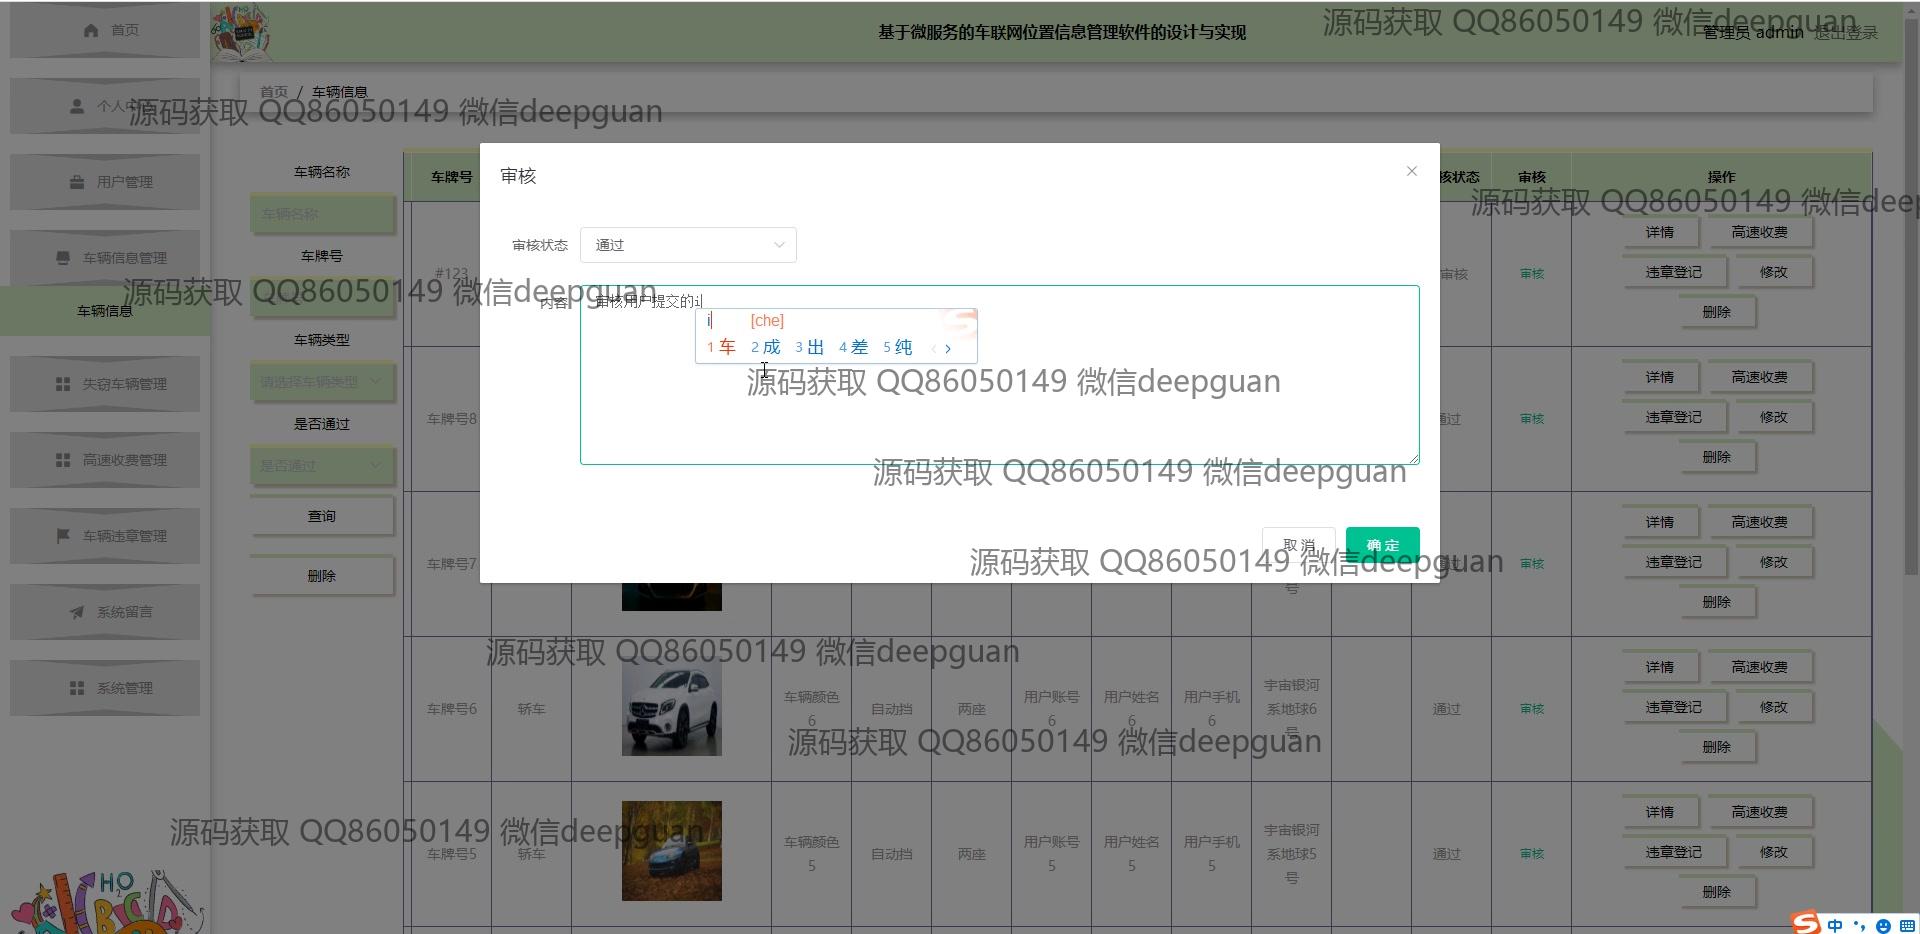 首页
基于微服务的车联网位置信息管理软件的设计与实现
源码获取 QQ86050149 微信deepguan
管理员 admin
退出登录
首页 / 车辆信息
源码获取 QQ86050149 微信deepguan
用户管理
车辆信息管理
源码获取 QQ86050149 微信deepguan
车辆信息
失窃车辆管理
高速收费管理
车辆违章管理
系统留言
系统管理
车辆名称
车辆名称
车牌号
车辆类型
请选择车辆类型
是否通过
是否通过
查询
删除
车牌号
核状态
审核
操作
源码获取 QQ86050149 微信deep
审核
审核状态
通过
内容
审核用户提交的i
i
[che]
1 车 2 成 3 出 4 差 5 纯
源码获取 QQ86050149 微信deepguan
源码获取 QQ86050149 微信deepguan
取消
确定
源码获取 QQ86050149 微信deepguan
#123
审核
审核
详情
高速收费
违章登记
修改
删除
车牌号8
通过
审核
详情
高速收费
违章登记
修改
删除
车牌号7
号
审核
详情
高速收费
违章登记
修改
删除
源码获取 QQ86050149 微信deepguan
车牌号6
轿车
车辆颜色
6
自动挡
两座
用户账号
6
用户姓名
6
用户手机
6
宇宙银河
系地球6
号
通过
审核
详情
高速收费
违章登记
修改
删除
源码获取 QQ86050149 微信deepguan
源码获取 QQ86050149 微信deepguan
车牌号5
轿车
车辆颜色
5
自动挡
两座
用户账号
5
用户姓名
5
用户手机
5
宇宙银河
系地球5
号
通过
审核
详情
高速收费
违章登记
修改
删除
中